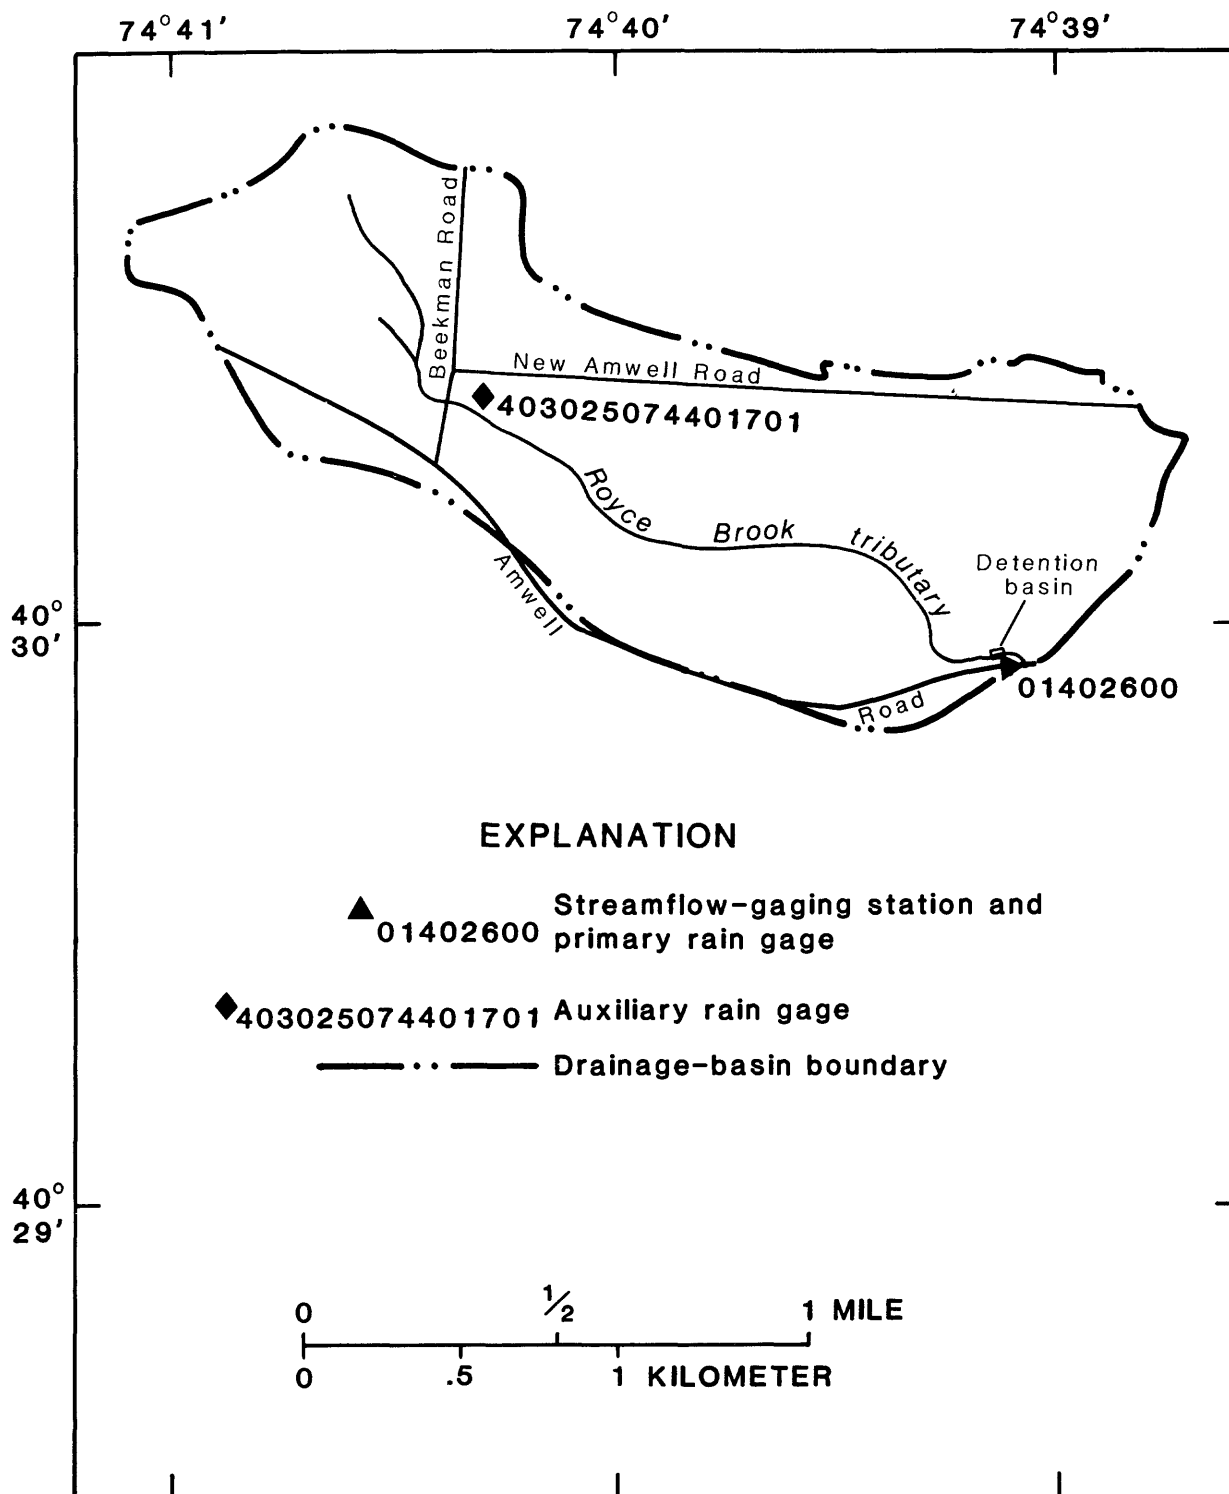 74°41' 74°40' 74°39'
Beekman Road
New Amwell Road
403025074401701
Royce Brook tributary
Detention
basin
Amwell Road
40°
30'
01402600
EXPLANATION
01402600 Streamflow-gaging station and
primary rain gage
403025074401701 Auxiliary rain gage
Drainage-basin boundary
40°
29'
0 1/2 1 MILE
0 .5 1 KILOMETER